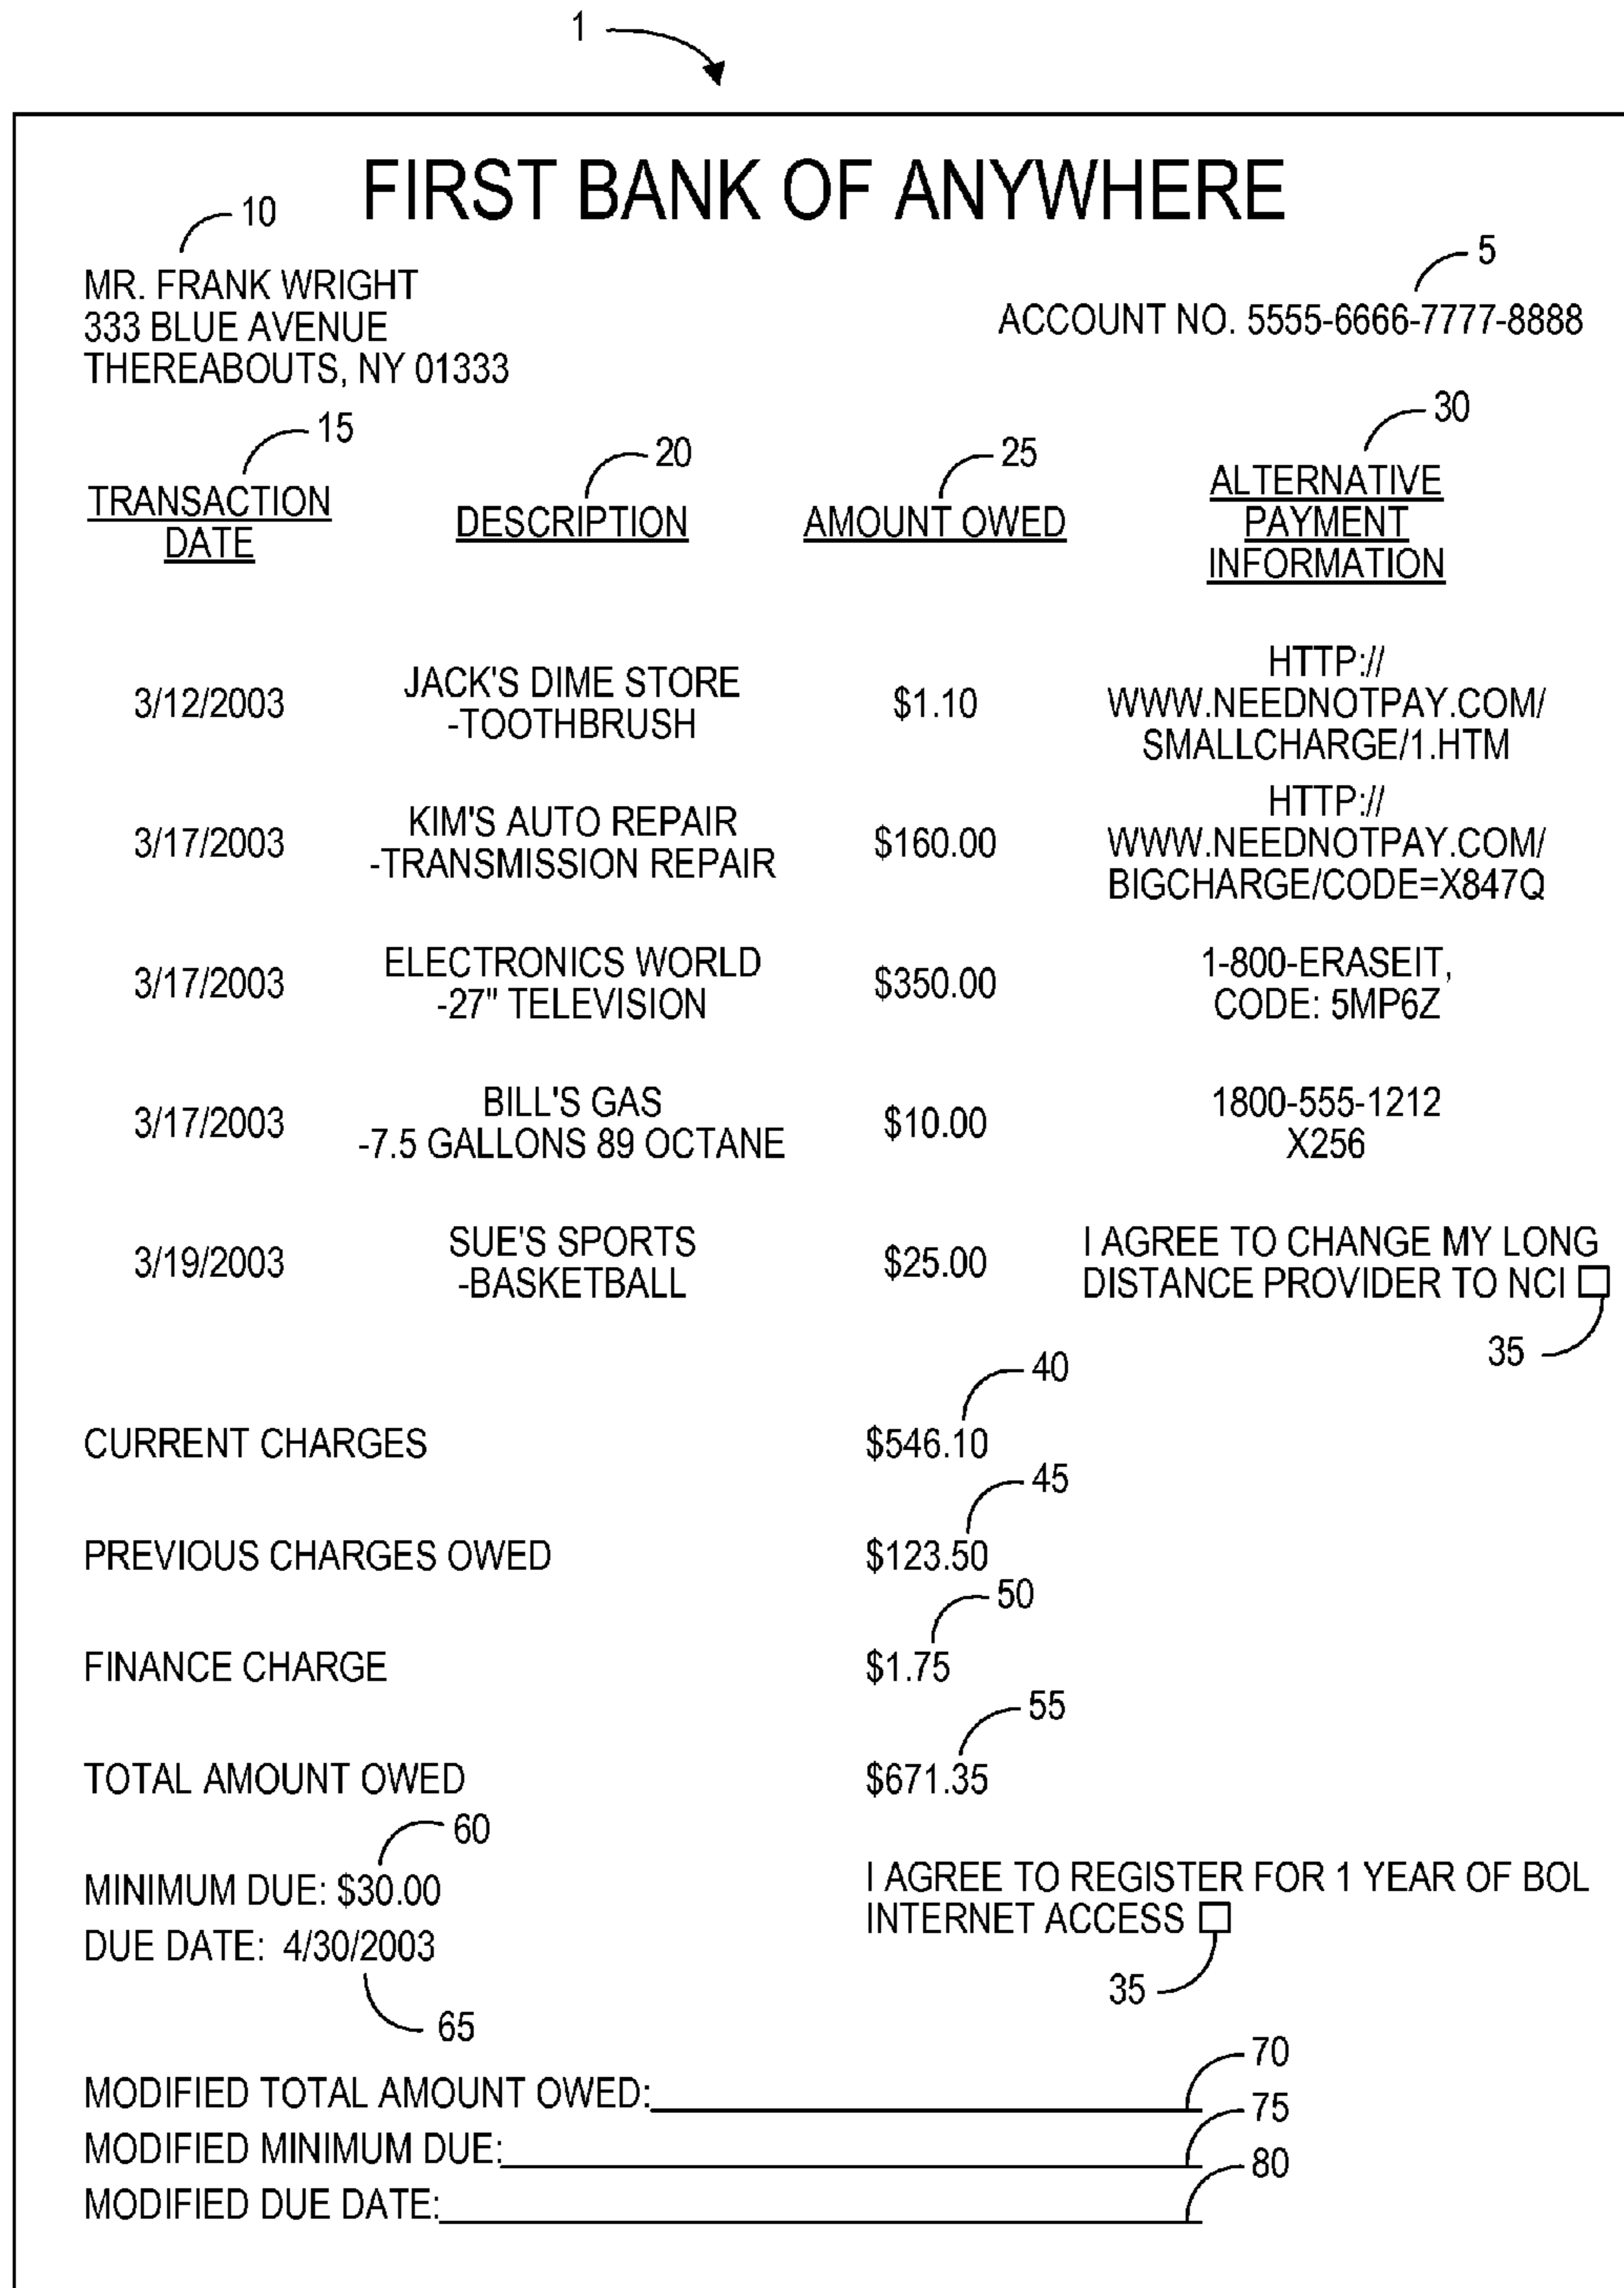 1
FIRST BANK OF ANYWHERE
10
5
MR. FRANK WRIGHT
333 BLUE AVENUE
THEREABOUTS, NY 01333
ACCOUNT NO. 5555-6666-7777-8888
15
20
25
30
TRANSACTION
DATE
DESCRIPTION
AMOUNT OWED
ALTERNATIVE
PAYMENT
INFORMATION
3/12/2003
JACK'S DIME STORE
-TOOTHBRUSH
$1.10
HTTP://
WWW.NEEDNOTPAY.COM/
SMALLCHARGE/1.HTM
3/17/2003
KIM'S AUTO REPAIR
-TRANSMISSION REPAIR
$160.00
HTTP://
WWW.NEEDNOTPAY.COM/
BIGCHARGE/CODE=X847Q
3/17/2003
ELECTRONICS WORLD
-27" TELEVISION
$350.00
1-800-ERASEIT,
CODE: 5MP6Z
3/17/2003
BILL'S GAS
-7.5 GALLONS 89 OCTANE
$10.00
1800-555-1212
X256
3/19/2003
SUE'S SPORTS
-BASKETBALL
$25.00
I AGREE TO CHANGE MY LONG
DISTANCE PROVIDER TO NCI
35
40
CURRENT CHARGES $546.10
45
PREVIOUS CHARGES OWED $123.50
50
FINANCE CHARGE $1.75
55
TOTAL AMOUNT OWED $671.35
60
MINIMUM DUE: $30.00
DUE DATE: 4/30/2003
65
I AGREE TO REGISTER FOR 1 YEAR OF BOL
INTERNET ACCESS
35
70
MODIFIED TOTAL AMOUNT OWED:
75
MODIFIED MINIMUM DUE:
80
MODIFIED DUE DATE: